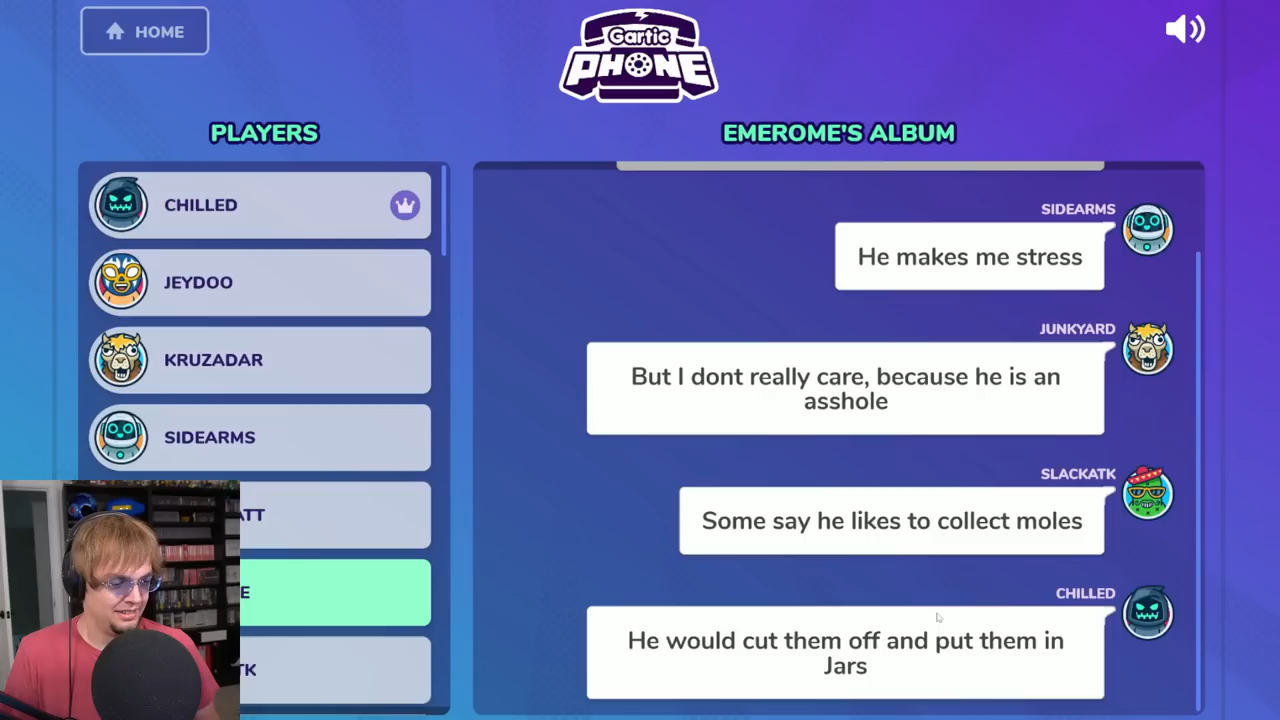 HOME
Gartic
PHONE
PLAYERS
CHILLED
JEYDOO
KRUZADAR
SIDEARMS
ATT
E
TK
EMEROME'S ALBUM
SIDEARMS
He makes me stress
JUNKYARD
But I dont really care, because he is an
asshole
SLACKATK
Some say he likes to collect moles
CHILLED
He would cut them off and put them in
Jars